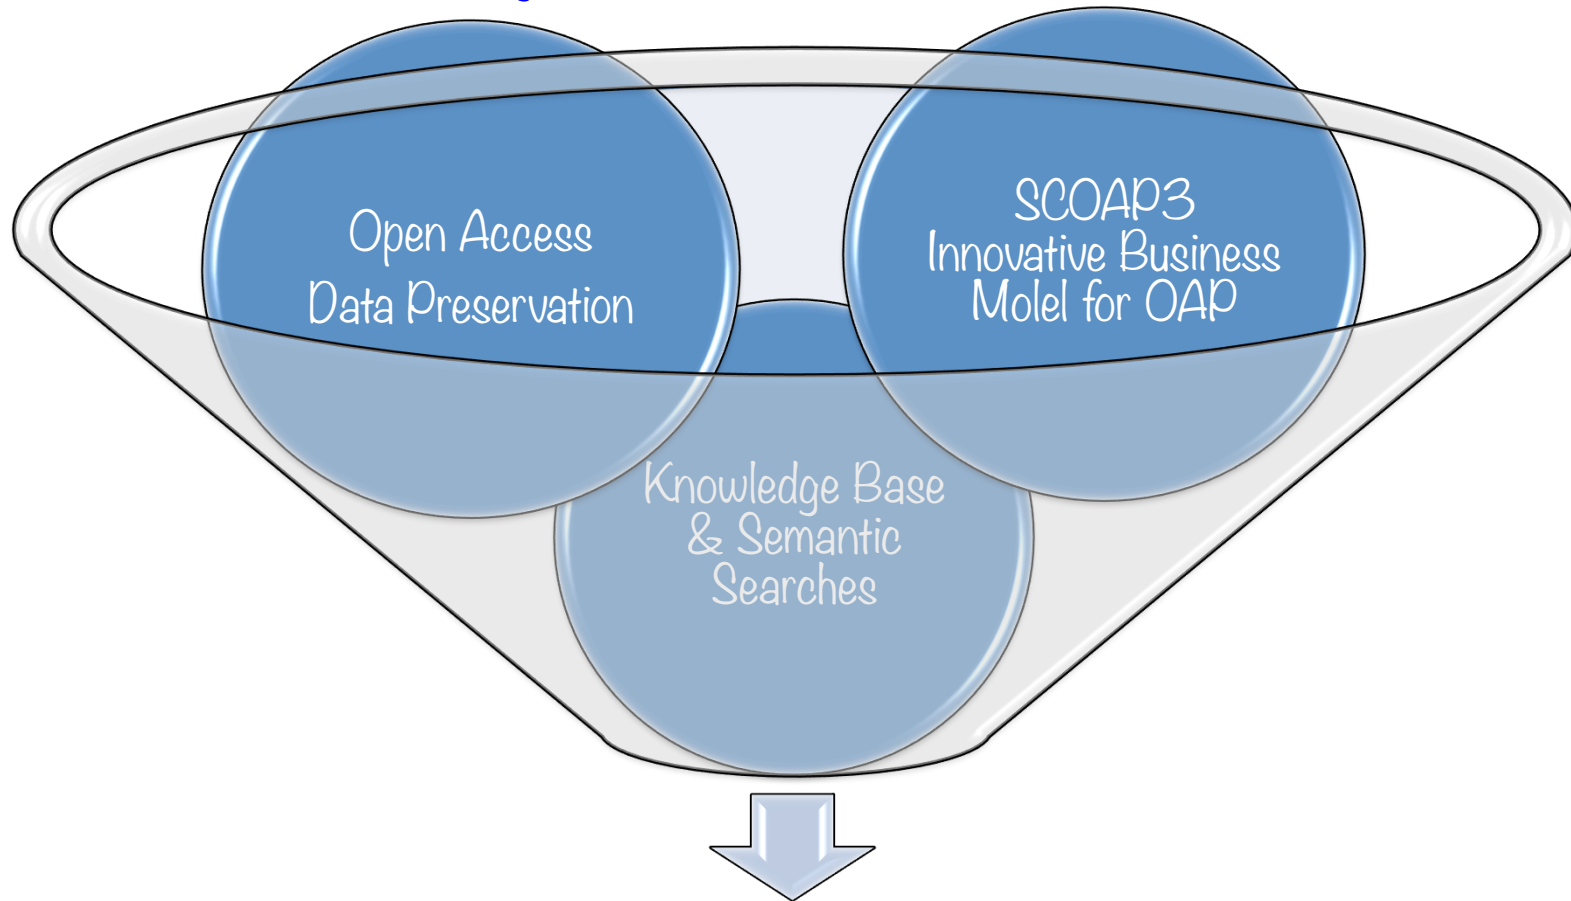 Open Access
Data Preservation
SCOAP3
Innovative Business
Molel for OAP
Knowledge Base
& Semantic
Searches